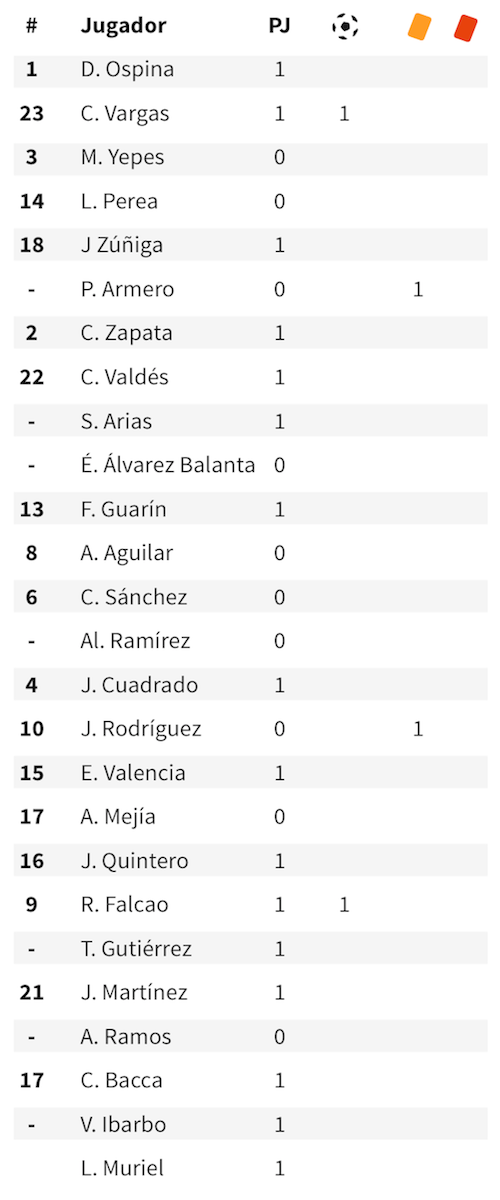 # Jugador PJ
1 D. Ospina 1
23 C. Vargas 1 1
3 M. Yepes 0
14 L. Perea 0
18 J Zúñiga 1
- P. Armero 0 1
2 C. Zapata 1
22 C. Valdés 1
- S. Arias 1
- É. Álvarez Balanta 0
13 F. Guarín 1
8 A. Aguilar 0
6 C. Sánchez 0
- Al. Ramírez 0
4 J. Cuadrado 1
10 J. Rodríguez 0 1
15 E. Valencia 1
17 A. Mejía 0
16 J. Quintero 1
9 R. Falcao 1 1
- T. Gutiérrez 1
21 J. Martínez 1
- A. Ramos 0
17 C. Bacca 1
- V. Ibarbo 1
L. Muriel 1